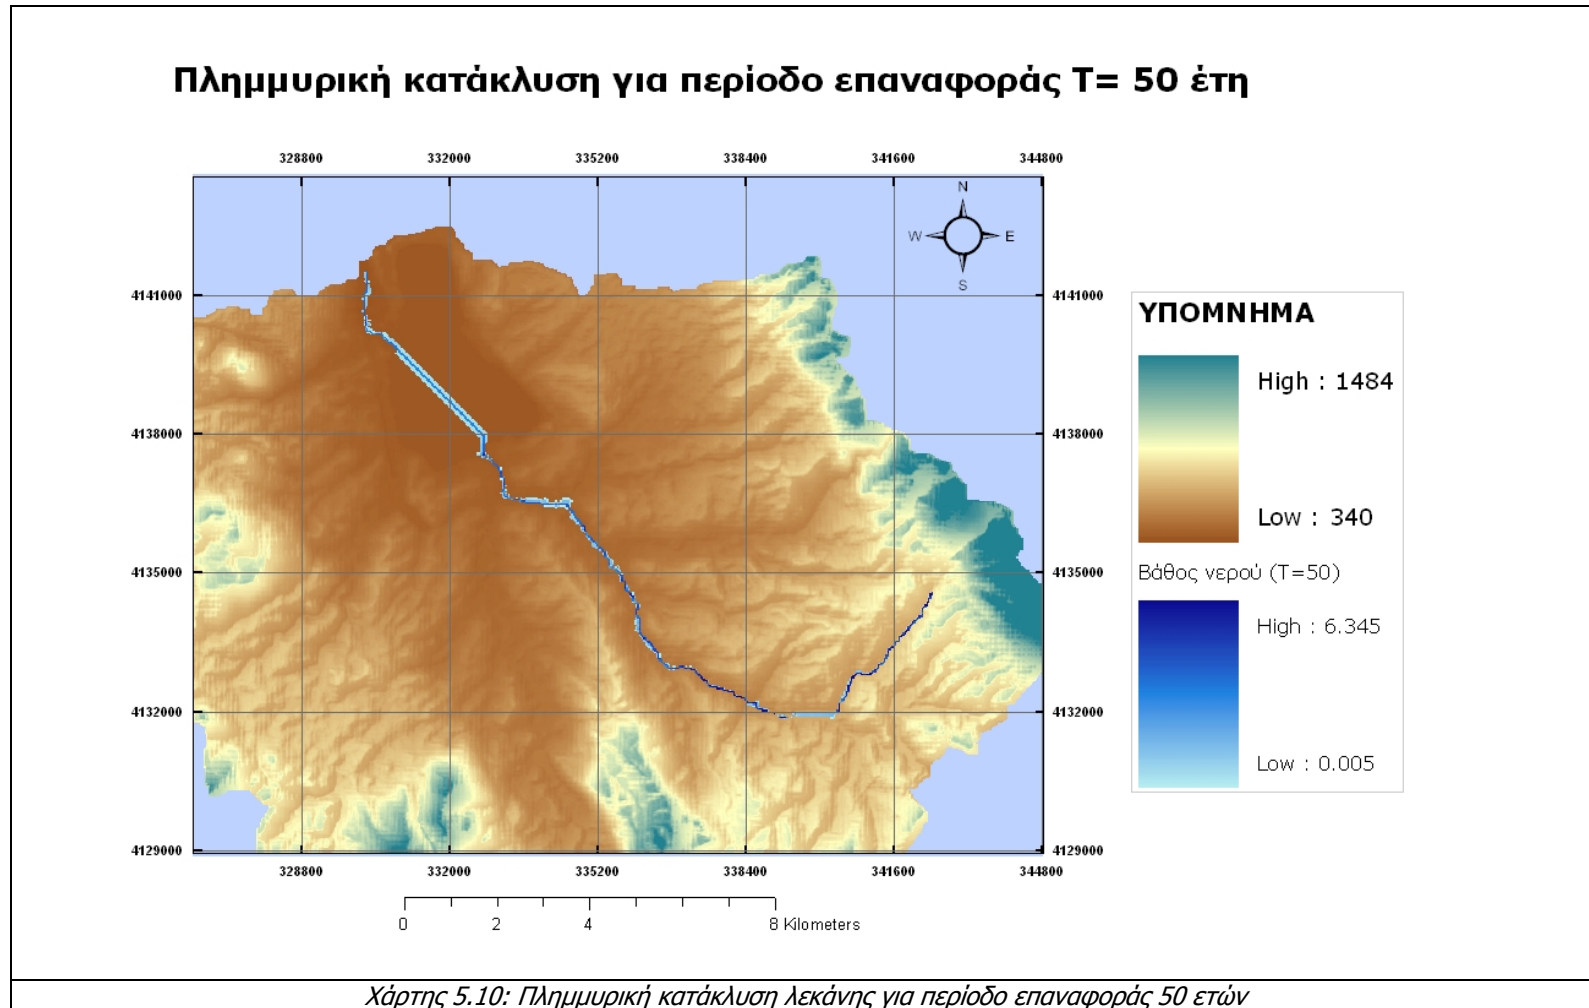 Πλημμυρική κατάκλυση για περίοδο επαναφοράς T= 50 έτη
328800 332000 335200 338400 341600 344800
N
W E
S
4141000 4141000
4138000 4138000
4135000 4135000
4132000 4132000
4129000 4129000
328800 332000 335200 338400 341600 344800
0 2 4 8 Kilometers
ΥΠΟΜΝΗΜΑ
High : 1484
Low : 340
Βάθος νερού (T=50)
High : 6.345
Low : 0.005
Χάρτης 5.10: Πλημμυρική κατάκλυση λεκάνης για περίοδο επαναφοράς 50 ετών